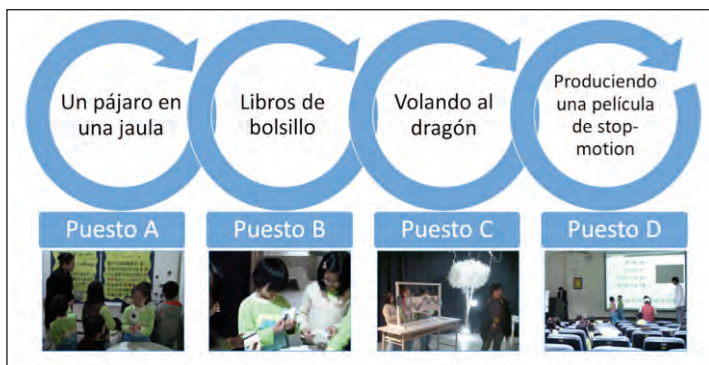 Un pájaro en
una jaula
Libros de
bolsillo
Volando al
dragón
Produciendo
una película
de stop-
motion
Puesto A
Puesto B
Puesto C
Puesto D